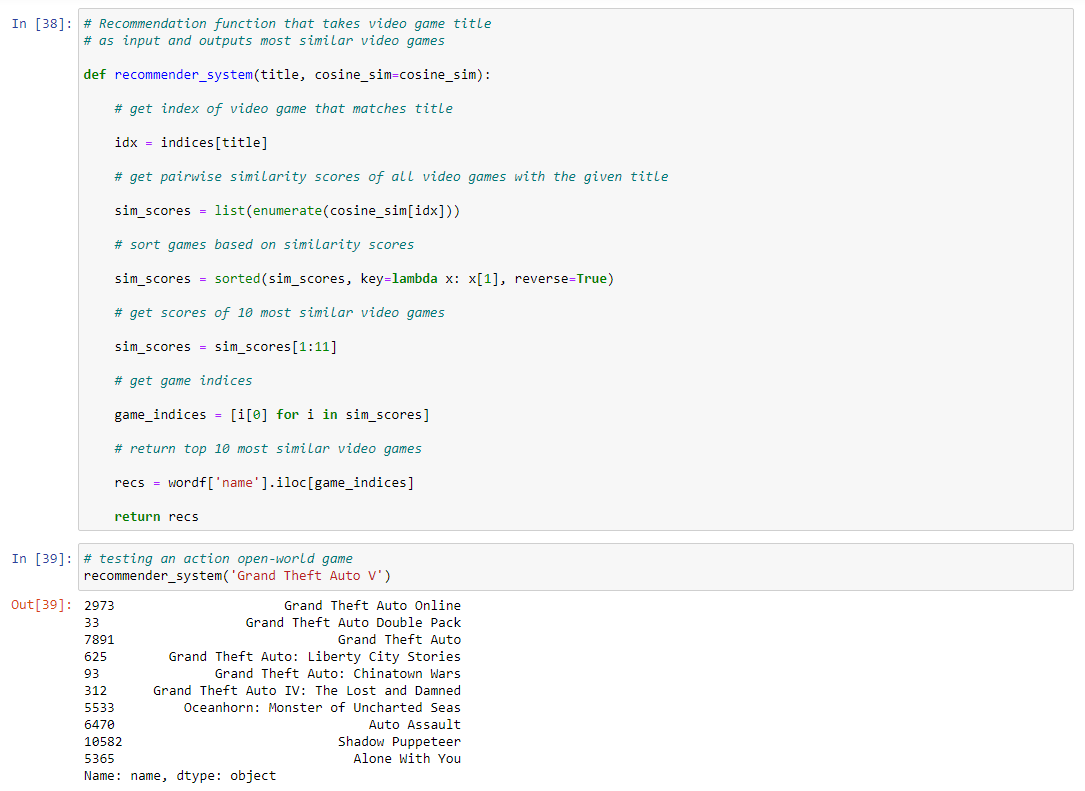 In [38]: # Recommendation function that takes video game title
# as input and outputs most similar video games
def recommender_system(title, cosine_sim=cosine_sim):
# get index of video game that matches title
idx = indices[title]
# get pairwise similarity scores of all video games with the given title
sim_scores = list(enumerate(cosine_sim[idx]))
# sort games based on similarity scores
sim_scores = sorted(sim_scores, key=lambda x: x[1], reverse=True)
# get scores of 10 most similar video games
sim_scores = sim_scores[1:11]
# get game indices
game_indices = [i[0] for i in sim_scores]
# return top 10 most similar video games
recs = wordf['name'].iloc[game_indices]
return recs
In [39]: # testing an action open-world game
recommender_system('Grand Theft Auto V')
Out[39]: 2973 Grand Theft Auto Online
33 Grand Theft Auto Double Pack
7891 Grand Theft Auto
625 Grand Theft Auto: Liberty City Stories
93 Grand Theft Auto: Chinatown Wars
312 Grand Theft Auto IV: The Lost and Damned
5533 Oceanhorn: Monster of Uncharted Seas
6470 Auto Assault
10582 Shadow Puppeteer
5365 Alone With You
Name: name, dtype: object